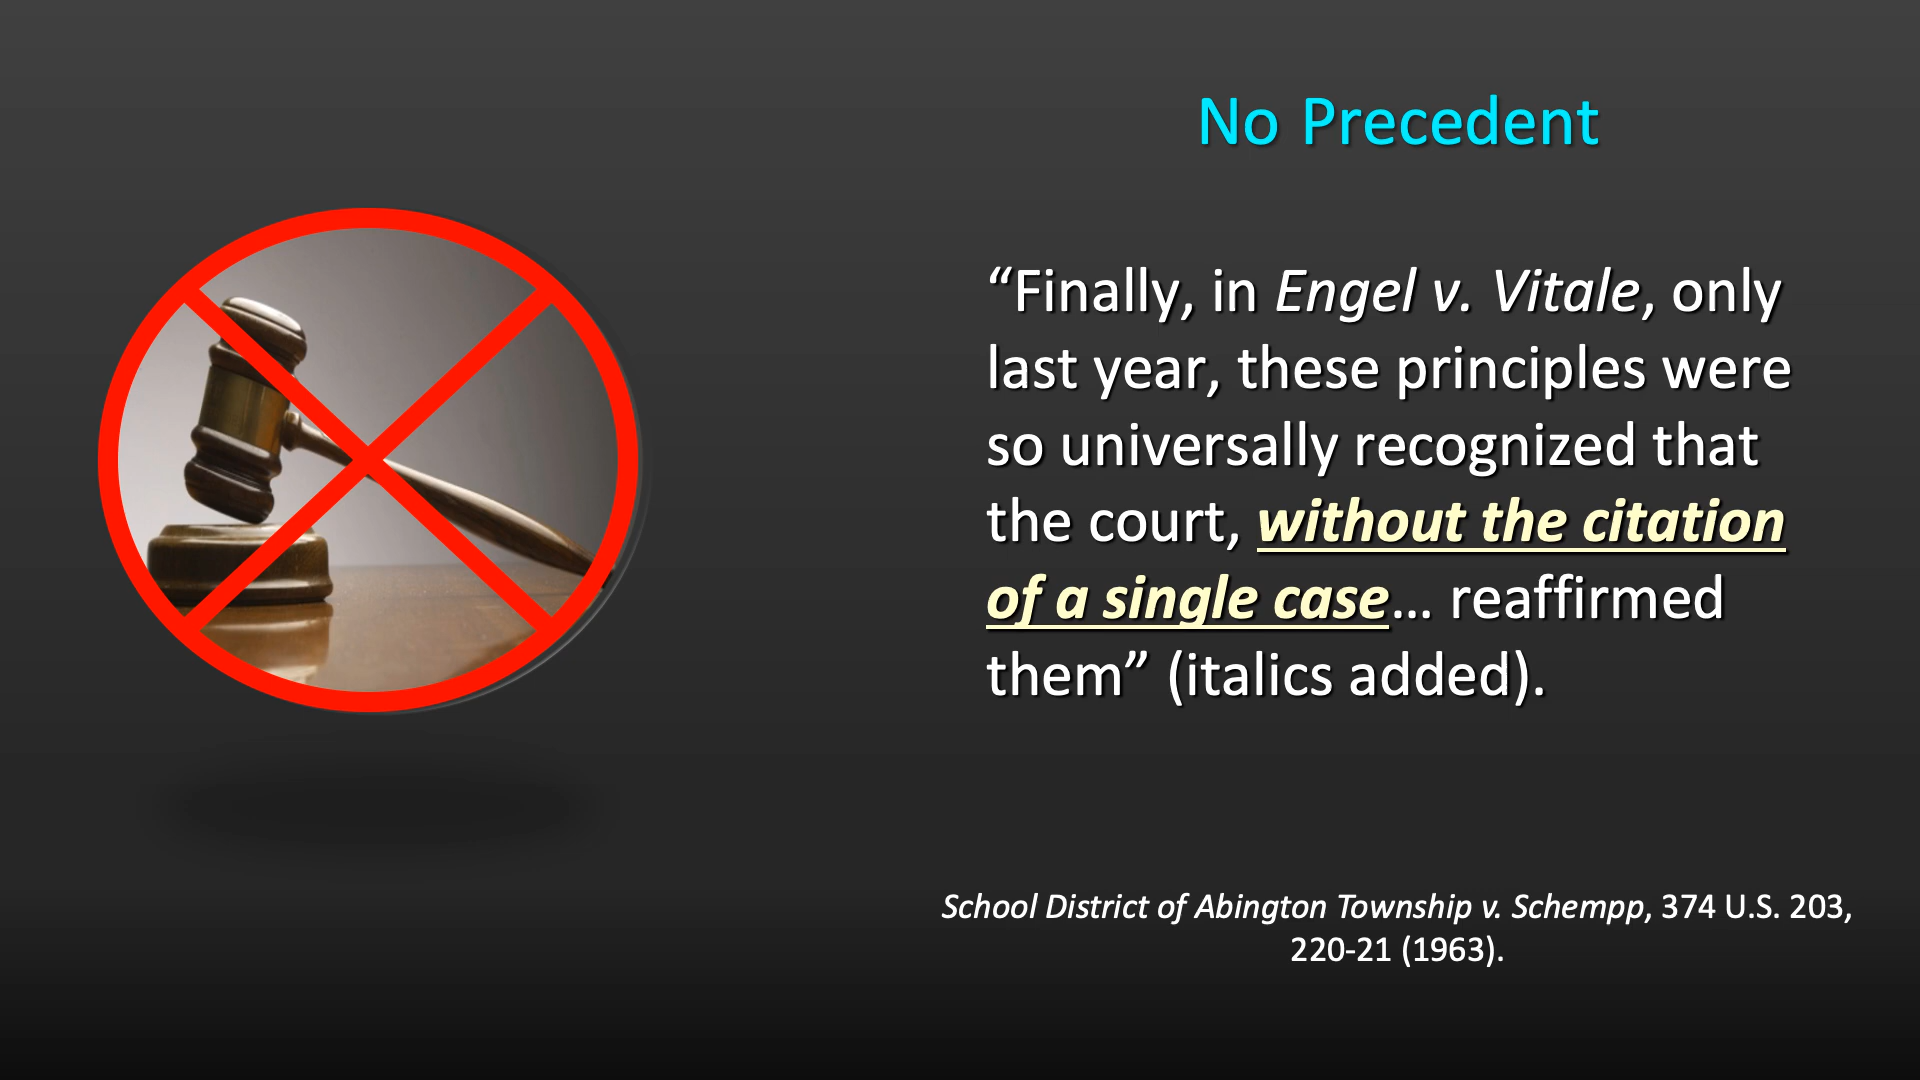 No Precedent
“Finally, in Engel v. Vitale, only
last year, these principles were
so universally recognized that
the court, without the citation
of a single case… reaffirmed
them” (italics added).
School District of Abington Township v. Schempp, 374 U.S. 203,
220-21 (1963).